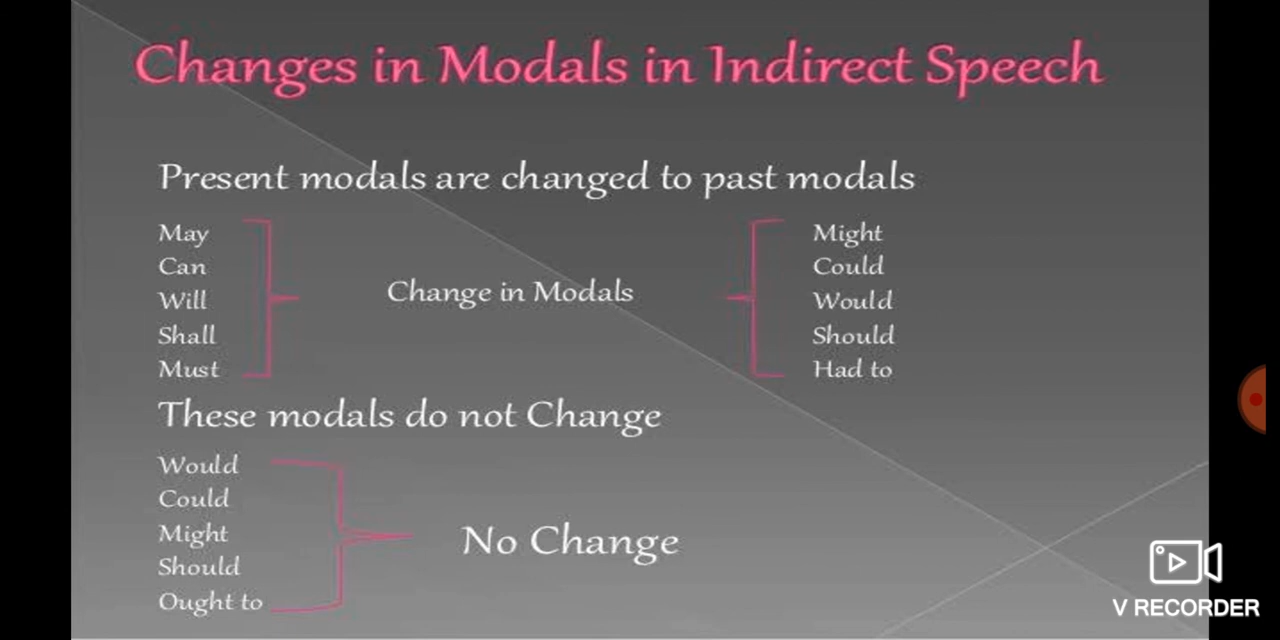 Changes in Modals in Indirect Speech
Present modals are changed to past modals
May
Can
Will
Shall
Must
Change in Modals
Might
Could
Would
Should
Had to
These modals do not Change
Would
Could
Might
Should
Ought to
No Change
V RECORDER